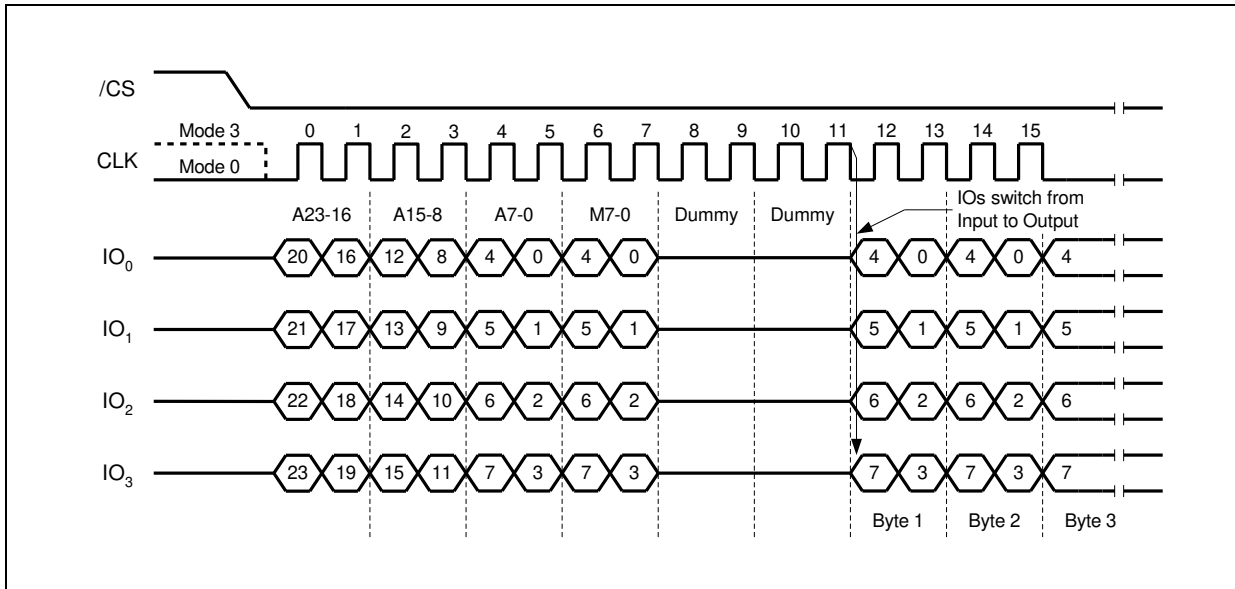 /CS
Mode 3 0 1 2 3 4 5 6 7 8 9 10 11 12 13 14 15
CLK
Mode 0
IOs switch from
Input to Output
A23-16 A15-8 A7-0 M7-0 Dummy Dummy
IO0 20 16 12 8 4 0 4 0 4 0 4 0 4
IO1 21 17 13 9 5 1 5 1 5 1 5 1 5
IO2 22 18 14 10 6 2 6 2 6 2 6 2 6
IO3 23 19 15 11 7 3 7 3 7 3 7 3 7
Byte 1 Byte 2 Byte 3